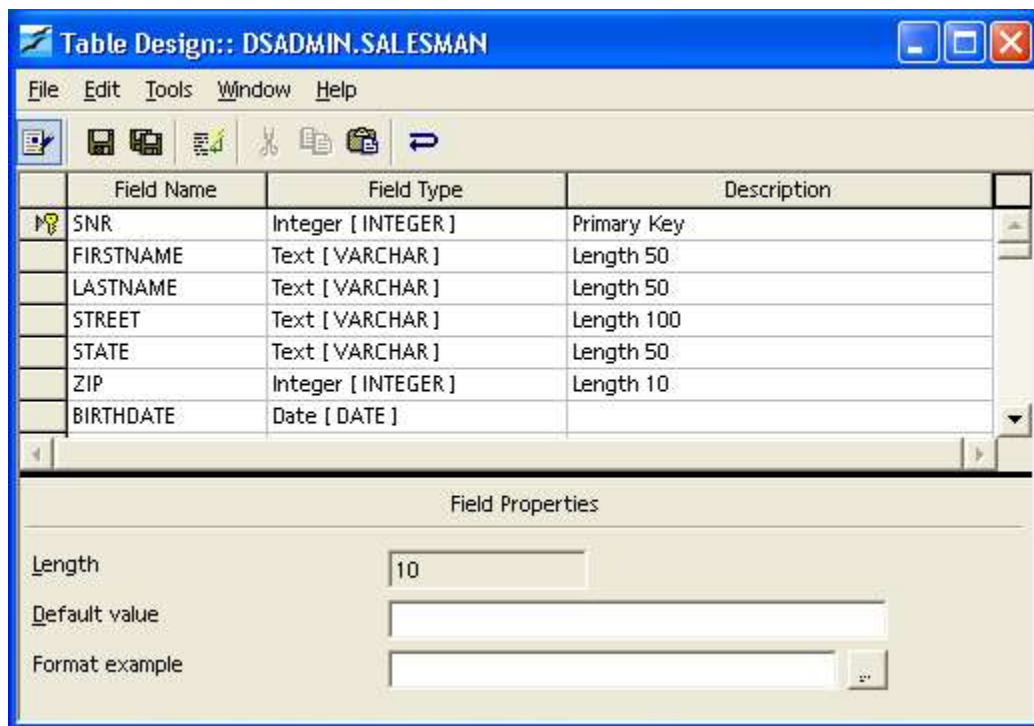 Table Design:: DSADMIN.SALESMAN
File Edit Tools Window Help
Field Name Field Type Description
SNR Integer [ INTEGER ] Primary Key
FIRSTNAME Text [ VARCHAR ] Length 50
LASTNAME Text [ VARCHAR ] Length 50
STREET Text [ VARCHAR ] Length 100
STATE Text [ VARCHAR ] Length 50
ZIP Integer [ INTEGER ] Length 10
BIRTHDATE Date [ DATE ]
Field Properties
Length 10
Default value
Format example ...